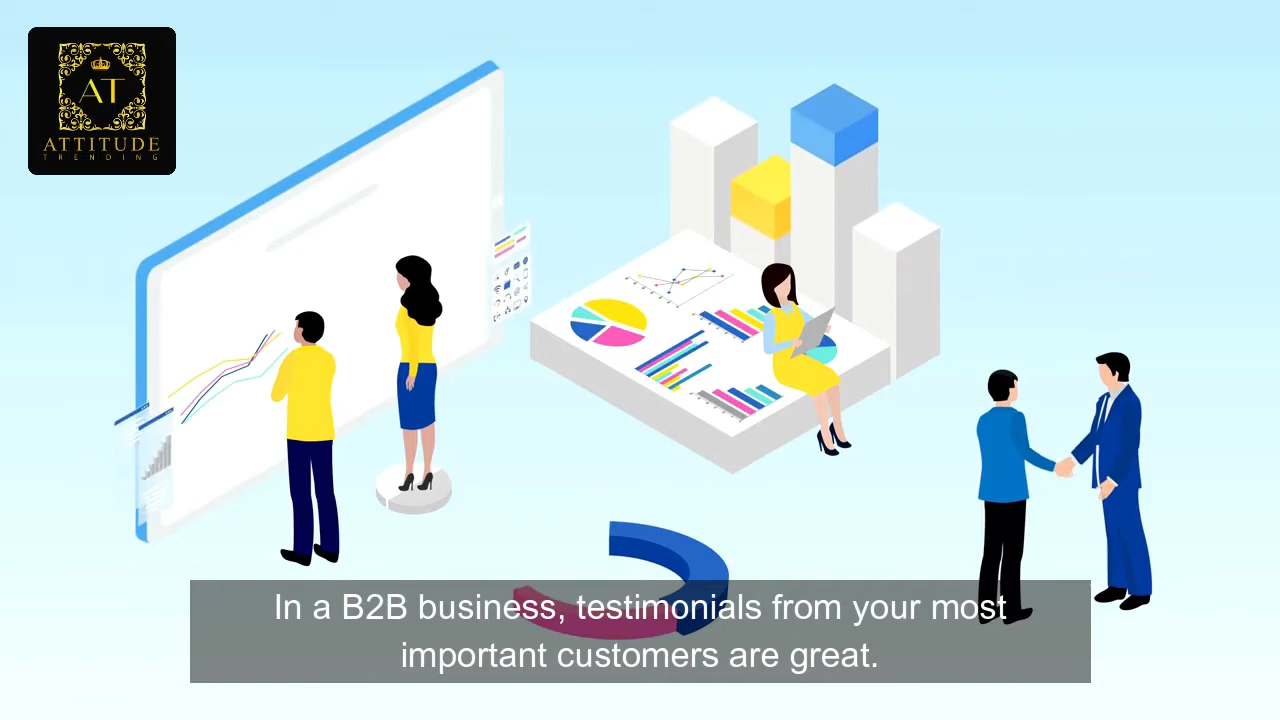 AT
ATTITUDE
TRENDING
In a B2B business, testimonials from your most
important customers are great.